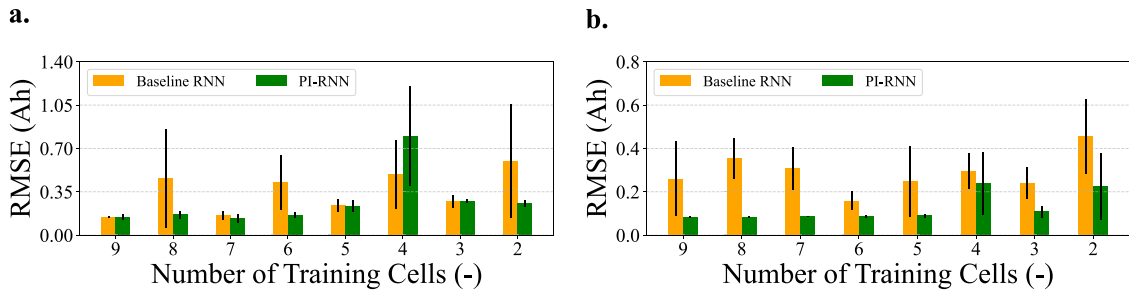 a.
RMSE (Ah)
1.40
1.05
0.70
0.35
0.00
Baseline RNN
PI-RNN
9 8 7 6 5 4 3 2
Number of Training Cells (-)
b.
RMSE (Ah)
0.8
0.6
0.4
0.2
0.0
Baseline RNN
PI-RNN
9 8 7 6 5 4 3 2
Number of Training Cells (-)